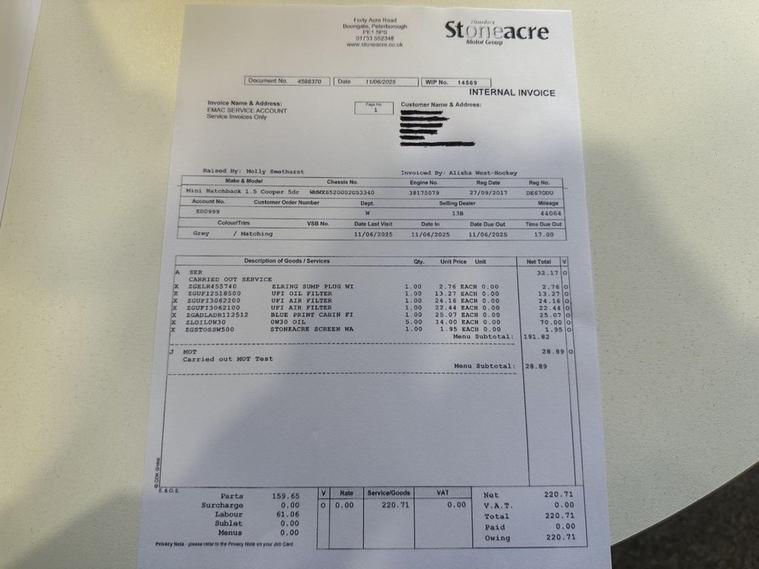 Forty Acre Road
Boongate, Peterborough
PE1 5PS
01733 552348
www.stoneacre.co.uk
Stoneacre
Motor Group
Document No. 4598370 Date 11/06/2025 WIP No. 14569
INTERNAL INVOICE
Invoice Name & Address:
EMAC SERVICE ACCOUNT
Service Invoices Only
Page No.
1
Customer Name & Address:
Raised By: Molly Smethurst Invoiced By: Alisha West-Hockey
Make & Model Chassis No. Engine No. Reg Date Reg No.
Mini Hatchback 1.5 Cooper 5dr 38175079 27/09/2017
Account No. Customer Order Number Dept. Selling Dealer Mileage
E00999 W 13B 44064
Colour/Trim VSB No. Date Last Visit Date In Date Due Out Time Due Out
Grey / Matching 11/06/2025 11/06/2025 11/06/2025 17.00
Description of Goods / Services Qty. Unit Price Unit Net Total V
A SER 32.17 O
CARRIED OUT SERVICE
X ZGELR455740 ELRING SUMP PLUG WI 1.00 2.76 EACH 0.00 2.76 O
X ZGUFI2518500 UFI OIL FILTER 1.00 13.27 EACH 0.00 13.27 O
X ZGUFI3062200 UFI AIR FILTER 1.00 24.16 EACH 0.00 24.16 O
X ZGUFI3062100 UFI AIR FILTER 1.00 22.44 EACH 0.00 22.44 O
X ZGADLADB112512 BLUE PRINT CABIN FI 1.00 25.07 EACH 0.00 25.07 O
X ZLOIL0W30 0W30 OIL 5.00 14.00 EACH 0.00 70.00 O
X ZGSTOSSW500 STONEACRE SCREEN WA 1.00 1.95 EACH 0.00 1.95 O
Menu Subtotal: 191.82
J MOT 28.89 O
Carried out MOT Test
Menu Subtotal: 28.89
© CDK Global
E. & O.E.
Parts 159.65
Surcharge 0.00
Labour 61.06
Sublet 0.00
Menus 0.00
V Rate Service/Goods VAT
O 0.00 220.71 0.00
Net 220.71
V.A.T. 0.00
Total 220.71
Paid 0.00
Owing 220.71
Privacy Note - please refer to the Privacy Note on your Job Card.